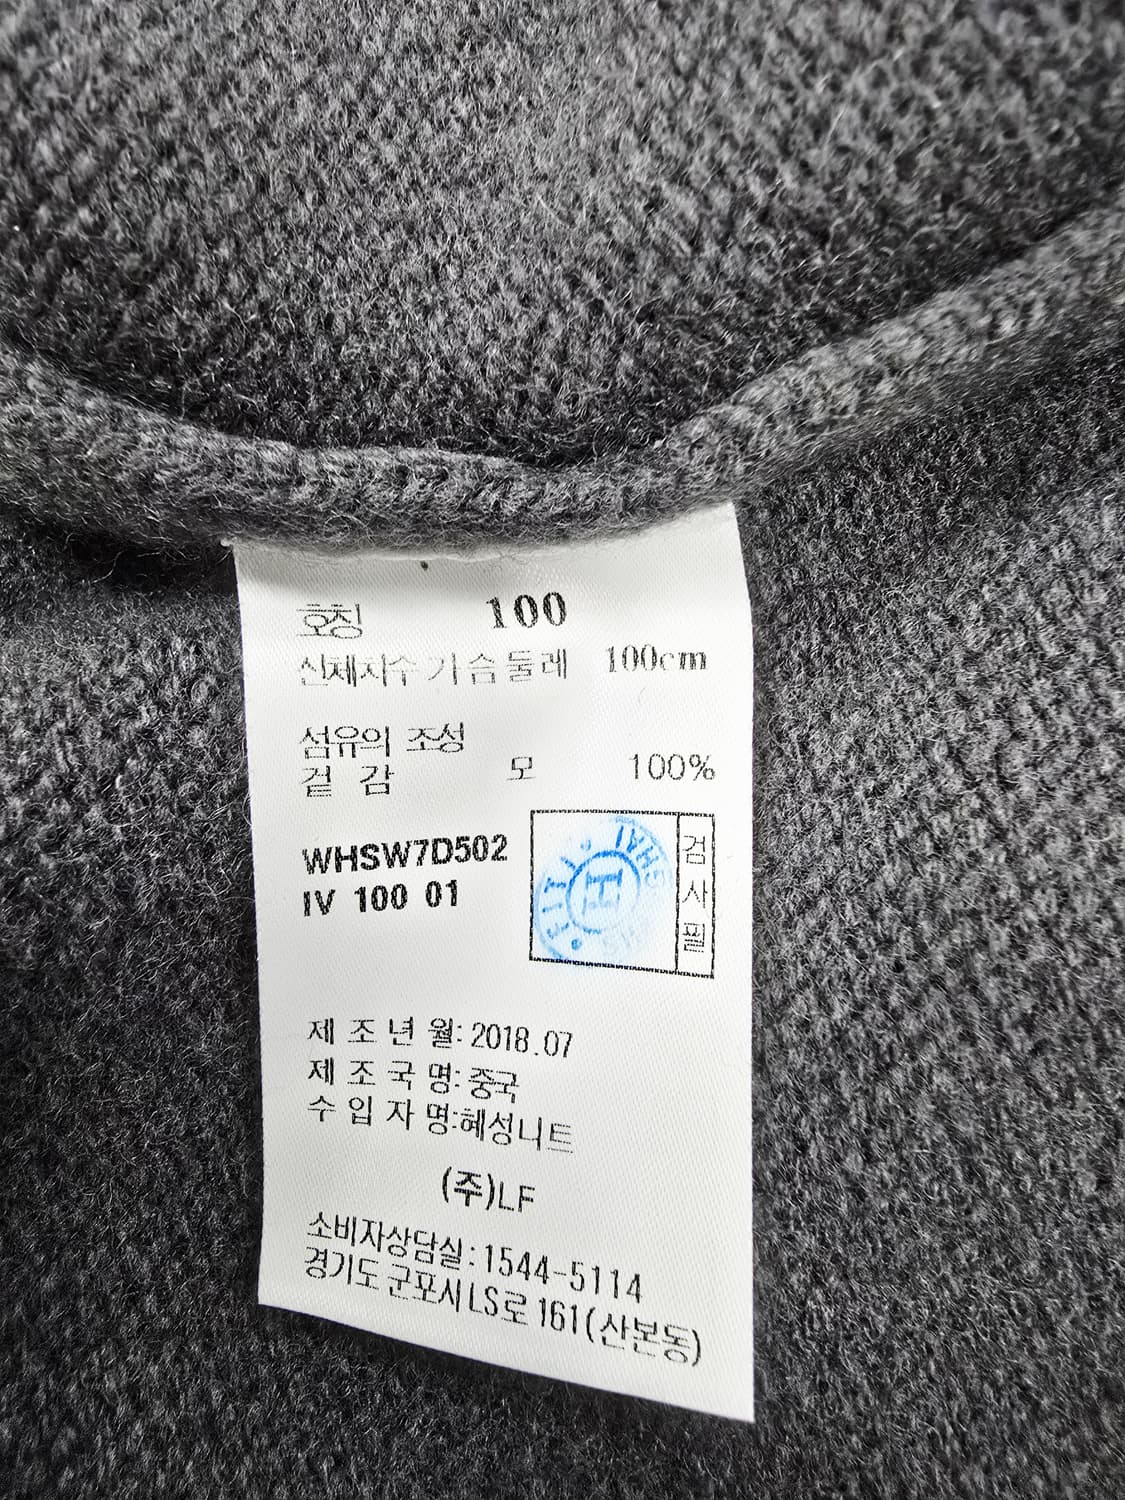 호칭 100
신체치수 가슴둘레 100cm
섬유의 조성
겉 감 모 100%
WHSW7D502
IV 100 01
검
사
필
H
제 조 년 월: 2018.07
제 조 국 명: 중국
수 입 자 명:혜성니트
(주)LF
소비자상담실: 1544-5114
경기도 군포시 LS로 161(산본동)